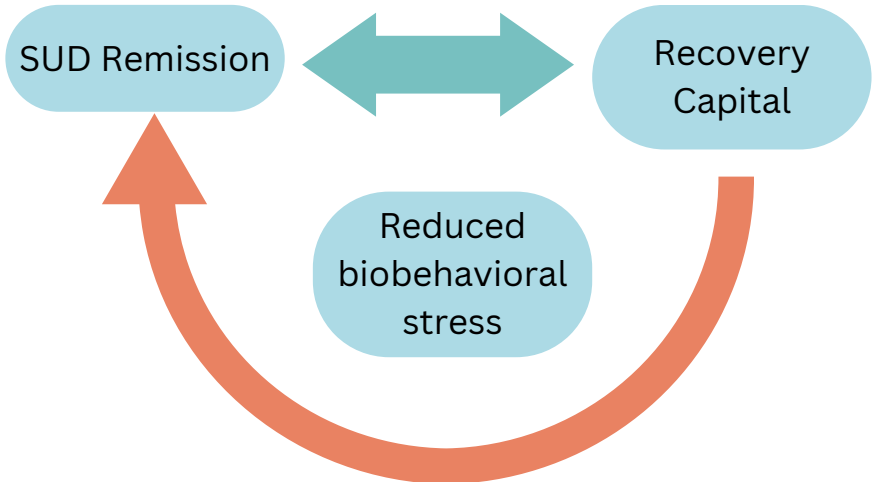 SUD Remission
Recovery
Capital
Reduced
biobehavioral
stress